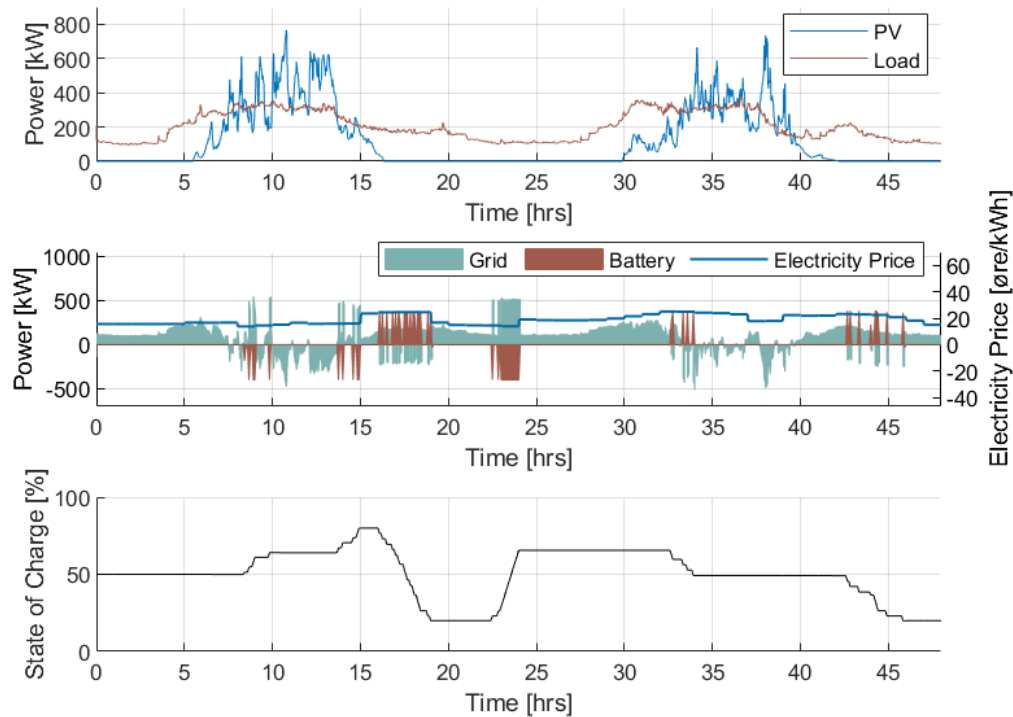 800
600
400
200
0
Power [kW]
PV
Load
0 5 10 15 20 25 30 35 40 45
Time [hrs]
1000
500
0
-500
Power [kW]
Grid Battery Electricity Price
60
40
20
0
-20
-40
Electricity Price [øre/kWh]
0 5 10 15 20 25 30 35 40 45
Time [hrs]
100
50
0
State of Charge [%]
0 5 10 15 20 25 30 35 40 45
Time [hrs]